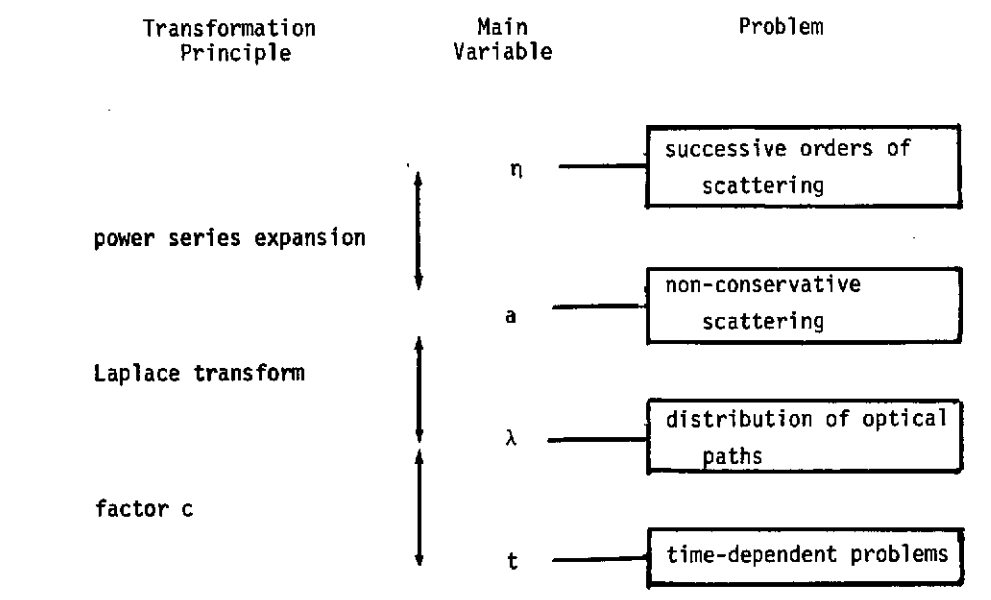 Transformation
Principle
Main
Variable
Problem
η
successive orders of
scattering
power series expansion
a
non-conservative
scattering
Laplace transform
λ
distribution of optical
paths
factor c
t
time-dependent problems